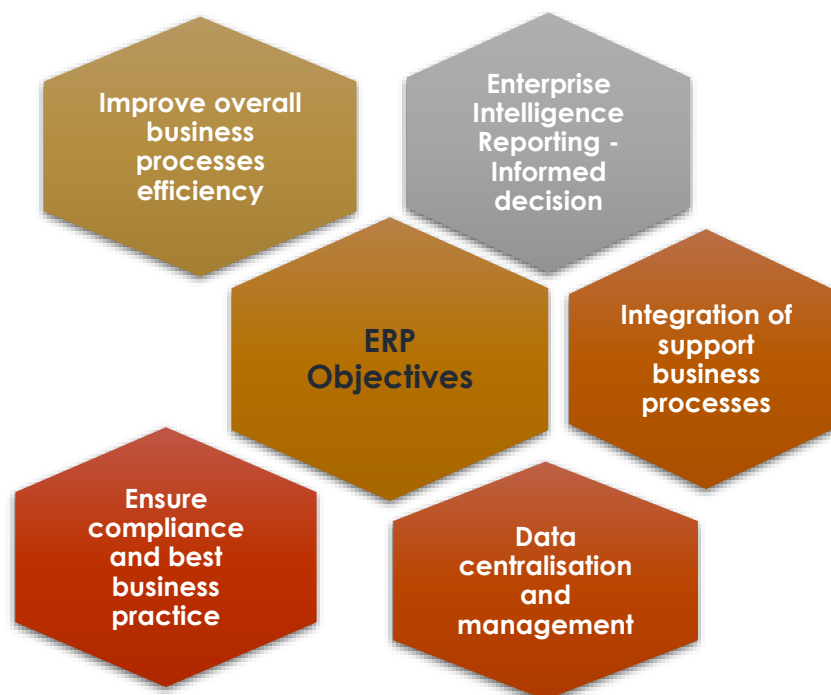 Improve overall
business
processes
efficiency
Enterprise
Intelligence
Reporting -
Informed
decision
ERP
Objectives
Integration of
support
business
processes
Ensure
compliance
and best
business
practice
Data
centralisation
and
management